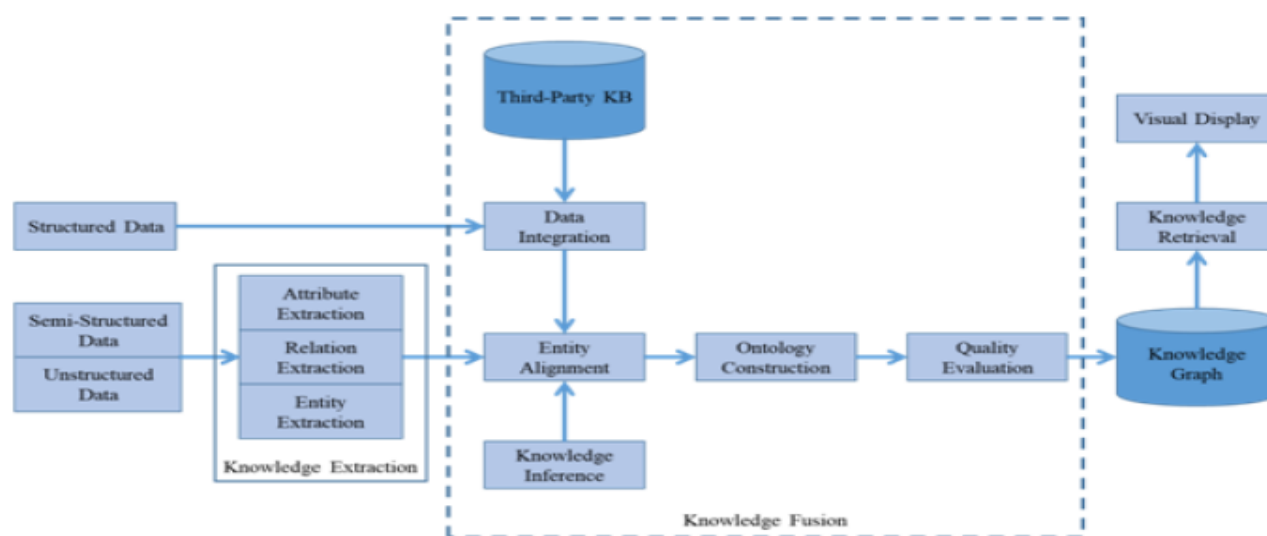 Third-Party KB
Visual Display
Structured Data
Data
Integration
Knowledge
Retrieval
Semi-Structured
Data
Unstructured
Data
Attribute
Extraction
Relation
Extraction
Entity
Extraction
Knowledge Extraction
Entity
Alignment
Ontology
Construction
Quality
Evaluation
Knowledge
Graph
Knowledge
Inference
Knowledge Fusion